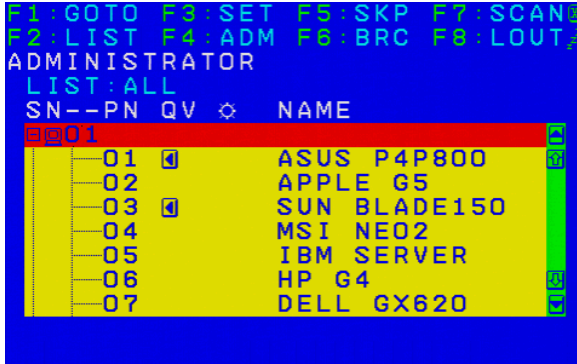 F1:GOTO F3:SET F5:SKP F7:SCAN
F2:LIST F4:ADM F6:BRC F8:LOUT
ADMINISTRATOR
LIST:ALL
SN--PN QV NAME
01
01 ASUS P4P800
02 APPLE G5
03 SUN BLADE150
04 MSI NEO2
05 IBM SERVER
06 HP G4
07 DELL GX620